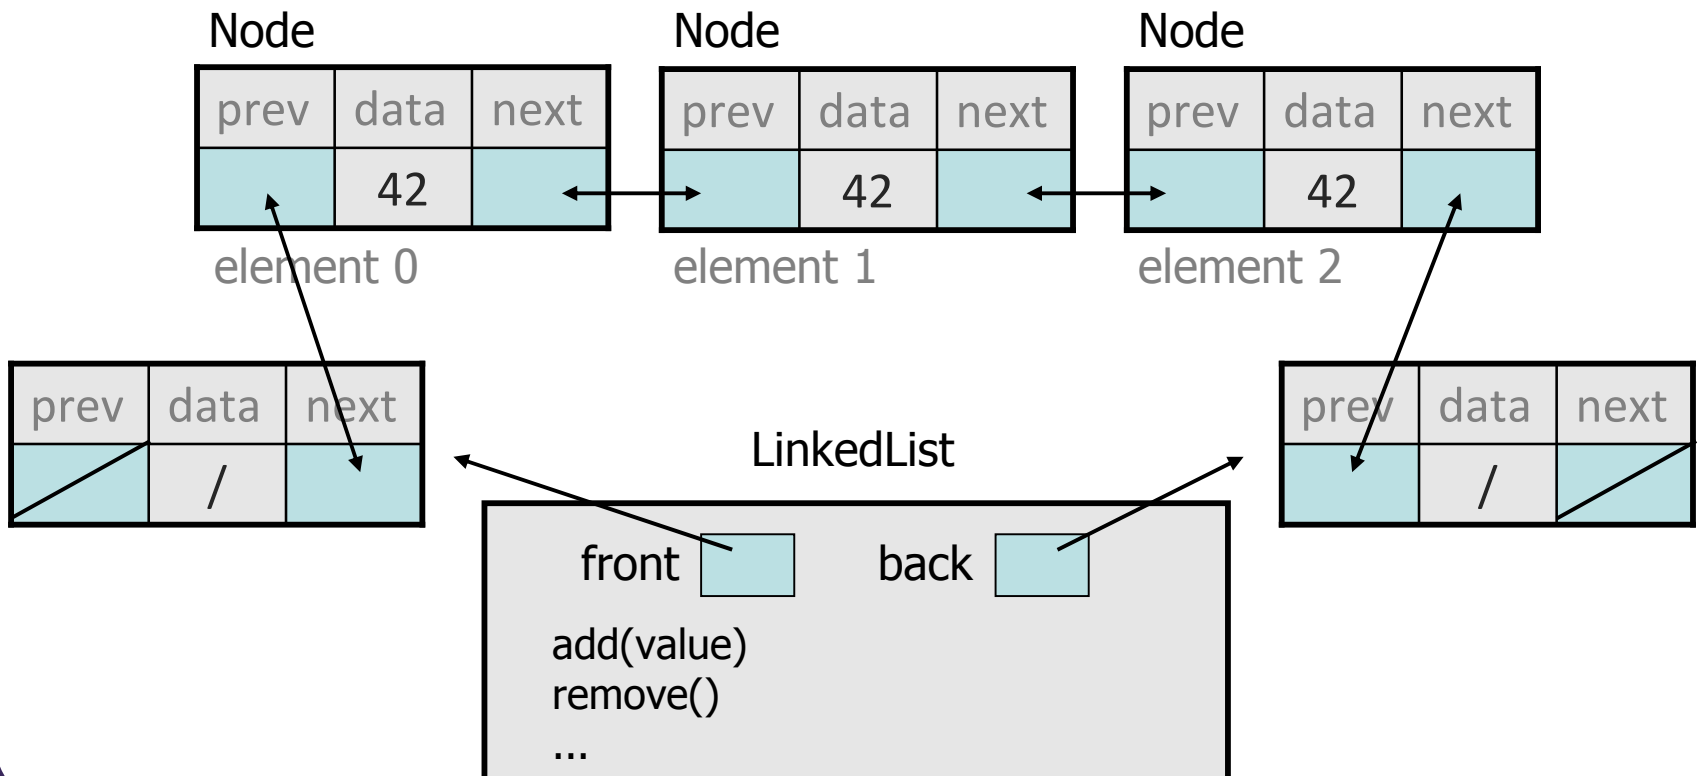 Node Node Node
prev data next prev data next prev data next
42 42 42
element 0 element 1 element 2
prev data next prev data next
/ /
LinkedList
front back
add(value)
remove()
...